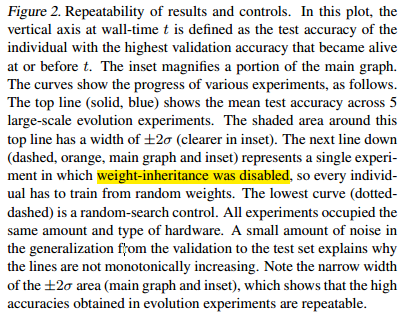 Figure 2. Repeatability of results and controls. In this plot, the
vertical axis at wall-time t is defined as the test accuracy of the
individual with the highest validation accuracy that became alive
at or before t. The inset magnifies a portion of the main graph.
The curves show the progress of various experiments, as follows.
The top line (solid, blue) shows the mean test accuracy across 5
large-scale evolution experiments. The shaded area around this
top line has a width of ±2σ (clearer in inset). The next line down
(dashed, orange, main graph and inset) represents a single experi-
ment in which weight-inheritance was disabled, so every individ-
ual has to train from random weights. The lowest curve (dotted-
dashed) is a random-search control. All experiments occupied the
same amount and type of hardware. A small amount of noise in
the generalization from the validation to the test set explains why
the lines are not monotonically increasing. Note the narrow width
of the ±2σ area (main graph and inset), which shows that the high
accuracies obtained in evolution experiments are repeatable.